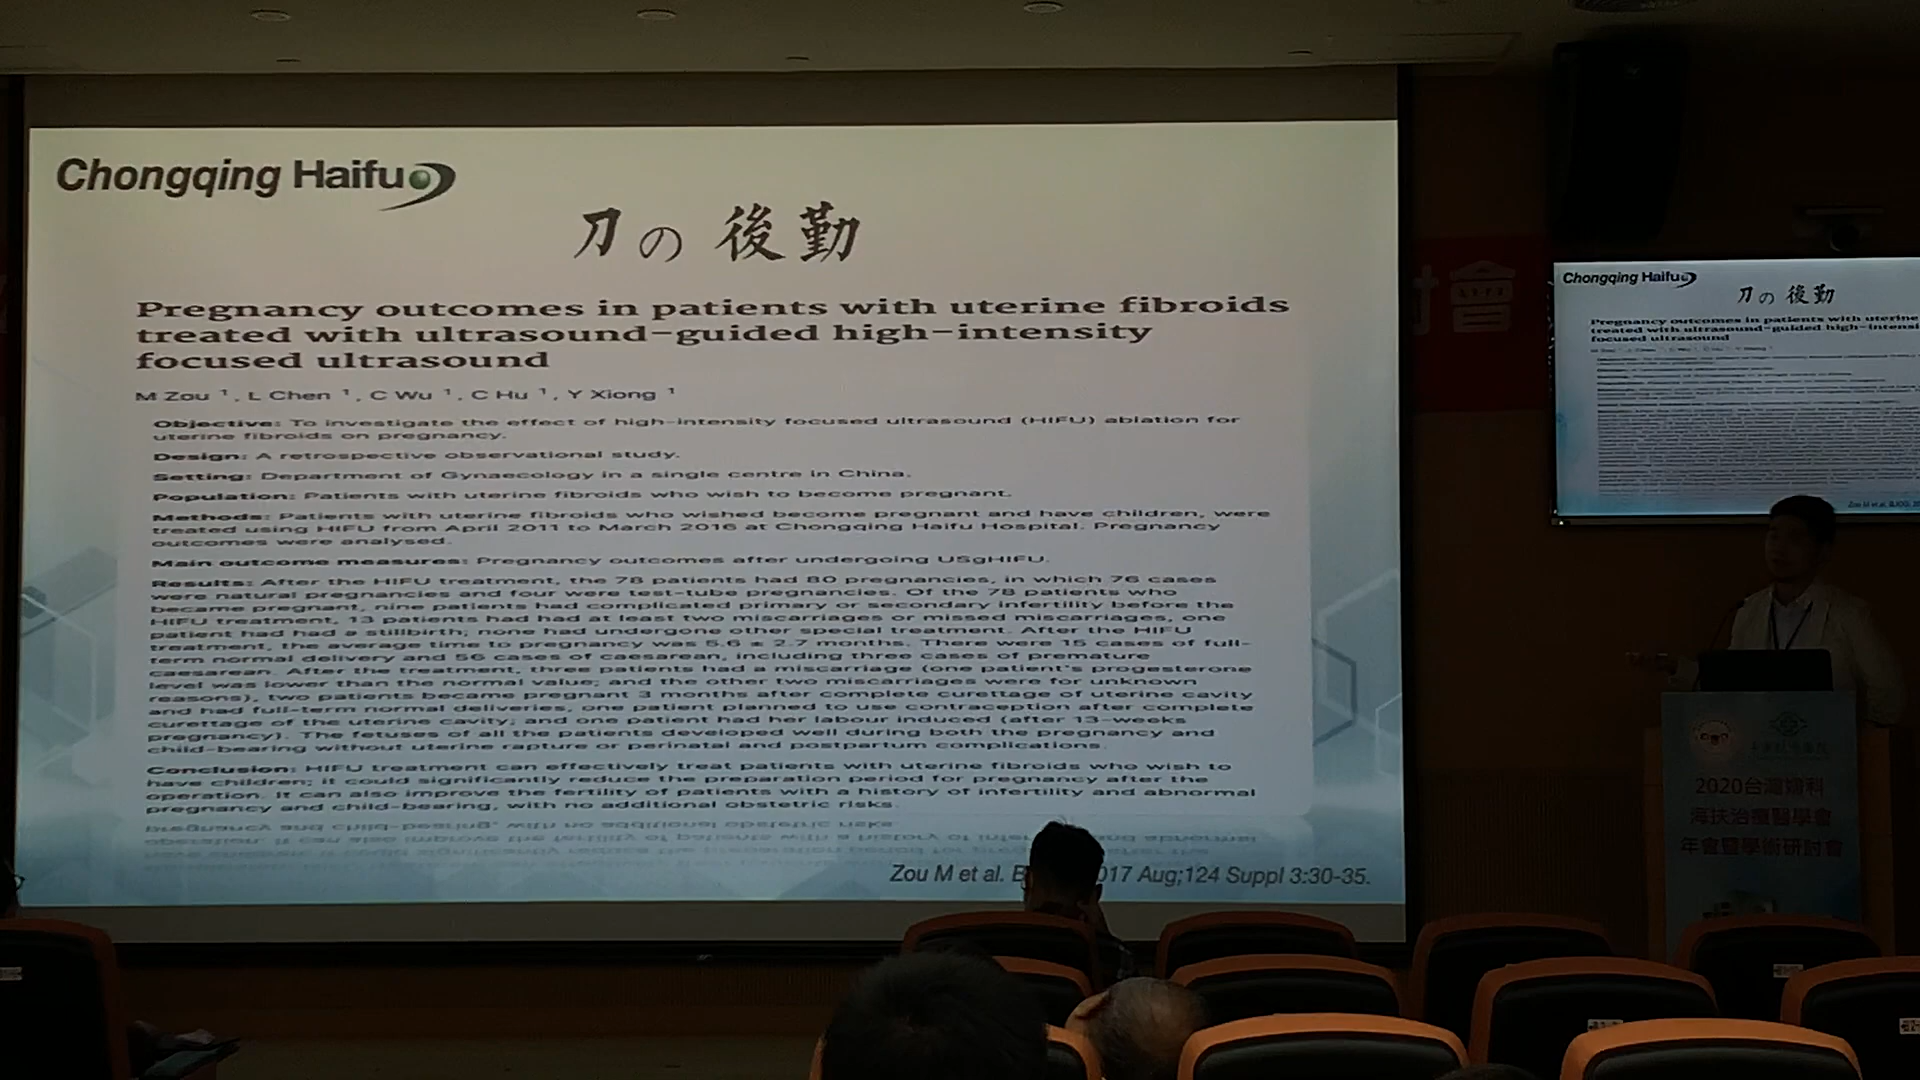 Chongqing Haifu
刀の後勤
Pregnancy outcomes in patients with uterine fibroids
treated with ultrasound-guided high-intensity
focused ultrasound
M Zou 1, L Chen 1, C Wu 1, C Hu 1, Y Xiong 1
Objective: To investigate the effect of high-intensity focused ultrasound (HIFU) ablation for
uterine fibroids on pregnancy.
Design: A retrospective observational study.
Setting: Department of Gynaecology in a single centre in China.
Population: Patients with uterine fibroids who wish to become pregnant.
Methods: Patients with uterine fibroids who wished become pregnant and have children, were
treated using HIFU from April 2011 to March 2016 at Chongqing Haifu Hospital. Pregnancy
outcomes were analysed.
Main outcome measures: Pregnancy outcomes after undergoing USgHIFU.
Results: After the HIFU treatment, the 78 patients had 80 pregnancies, in which 76 cases
were natural pregnancies and four were test-tube pregnancies. Of the 78 patients who
became pregnant, nine patients had complicated primary or secondary infertility before the
HIFU treatment, 13 patients had had at least two miscarriages or missed miscarriages, one
patient had had a stillbirth; none had undergone other special treatment. After the HIFU
treatment, the average time to pregnancy was 5.6 ± 2.7 months. There were 15 cases of full-
term normal delivery and 56 cases of caesarean, including three cases of premature
caesarean. After the treatment, three patients had a miscarriage (one patient's progesterone
level was lower than the normal value; and the other two miscarriages were for unknown
reasons), two patients became pregnant 3 months after complete curettage of uterine cavity
and had full-term normal deliveries, one patient planned to use contraception after complete
curettage of the uterine cavity; and one patient had her labour induced (after 13-weeks
pregnancy). The fetuses of all the patients developed well during both the pregnancy and
child-bearing without uterine rapture or perinatal and postpartum complications.
Conclusion: HIFU treatment can effectively treat patients with uterine fibroids who wish to
have children; it could significantly reduce the preparation period for pregnancy after the
operation. It can also improve the fertility of patients with a history of infertility and abnormal
pregnancy and child-bearing, with no additional obstetric risks.
Zou M et al. B 017 Aug;124 Suppl 3:30-35.
討會
Chongqing Haifu
刀の後勤
Pregnancy outcomes in patients with uterine
treated with ultrasound-guided high-intensi
focused ultrasound
2020台灣婦科
海扶治療醫學會
年會暨學術研討會